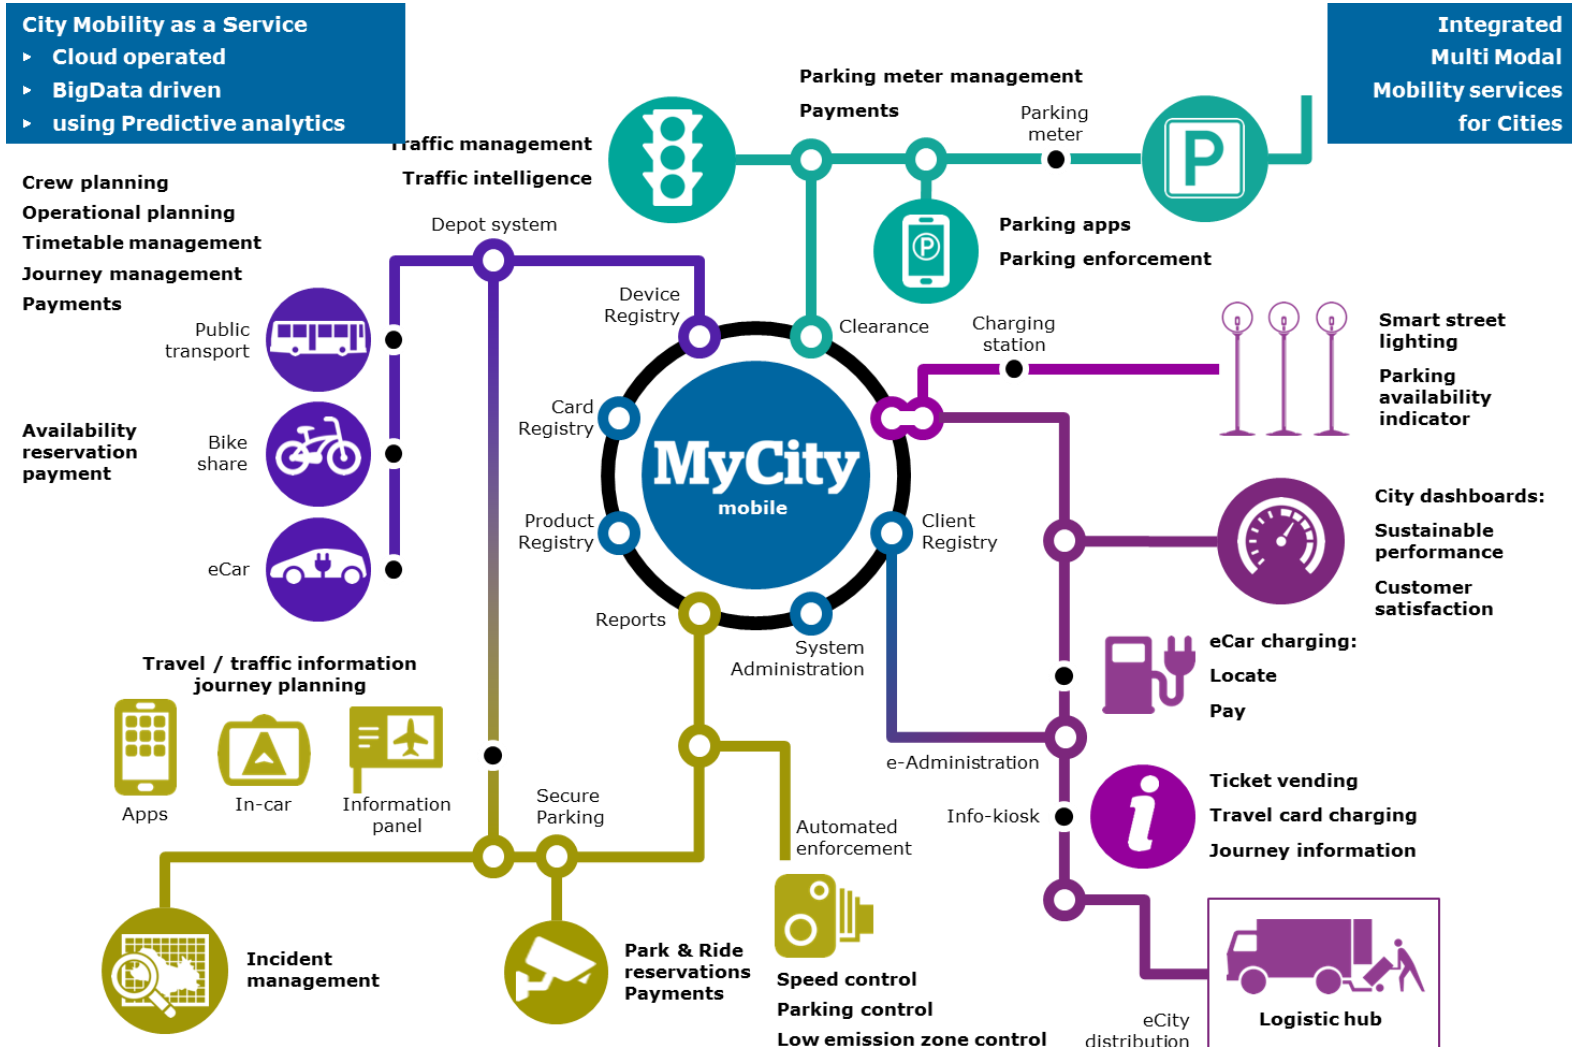 City Mobility as a Service
▸ Cloud operated
▸ BigData driven
▸ using Predictive analytics
Integrated
Multi Modal
Mobility services
for Cities
Parking meter management
Payments
Parking
meter
P
Traffic management
Traffic intelligence
Crew planning
Operational planning
Timetable management
Journey management
Payments
Depot system
P
Parking apps
Parking enforcement
Public
transport
Device
Registry
Clearance
Charging
station
Smart street
lighting
Parking
availability
indicator
Availability
reservation
payment
Bike
share
Card
Registry
MyCity
mobile
Product
Registry
Client
Registry
City dashboards:
Sustainable
performance
Customer
satisfaction
eCar
Reports
System
Administration
eCar charging:
Locate
Pay
Travel / traffic information
journey planning
Apps
In-car
Information
panel
Secure
Parking
Automated
enforcement
e-Administration
Info-kiosk
i
Ticket vending
Travel card charging
Journey information
Incident
management
Park & Ride
reservations
Payments
Speed control
Parking control
Low emission zone control
eCity
distribution
Logistic hub